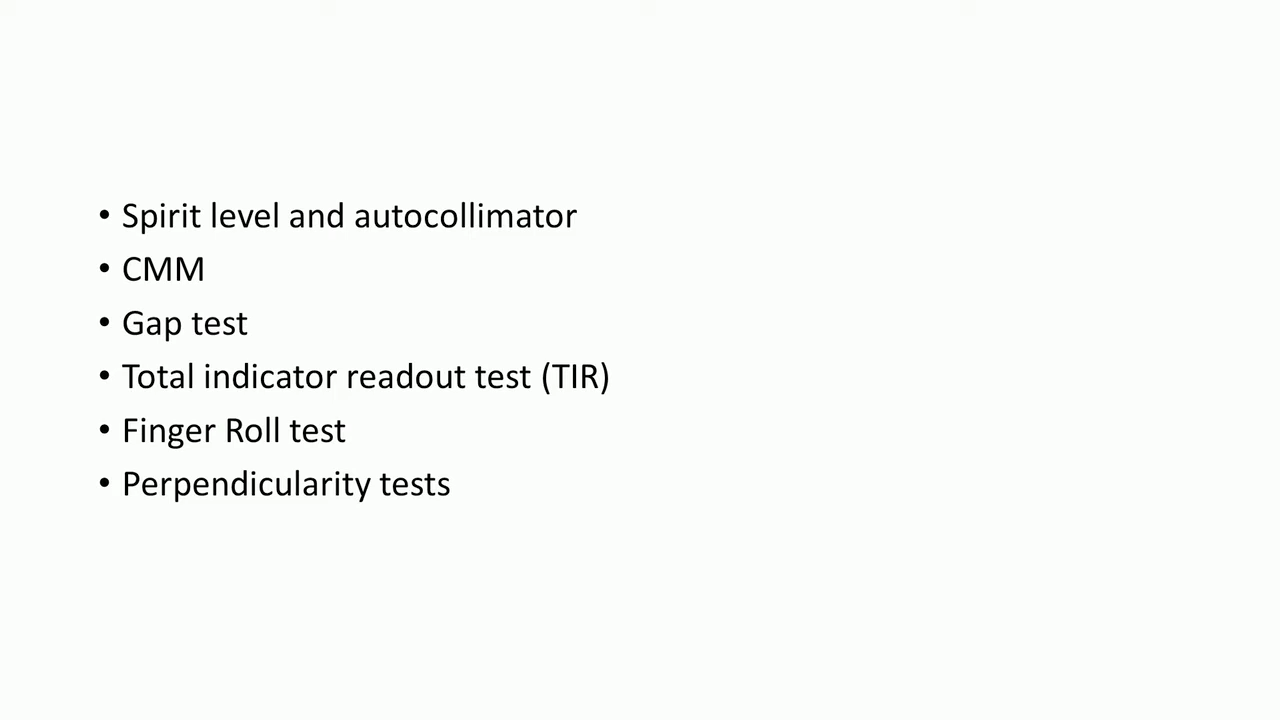 • Spirit level and autocollimator
• CMM
• Gap test
• Total indicator readout test (TIR)
• Finger Roll test
• Perpendicularity tests